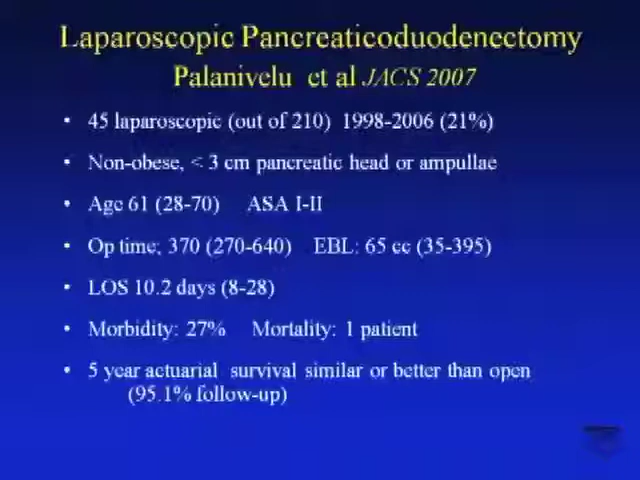 Laparoscopic Pancreaticoduodenectomy
Palanivelu et al JACS 2007
• 45 laparoscopic (out of 210) 1998-2006 (21%)
• Non-obese, < 3 cm pancreatic head or ampullae
• Age 61 (28-70) ASA I-II
• Op time; 370 (270-640) EBL: 65 cc (35-395)
• LOS 10.2 days (8-28)
• Morbidity: 27% Mortality: 1 patient
• 5 year actuarial survival similar or better than open
(95.1% follow-up)